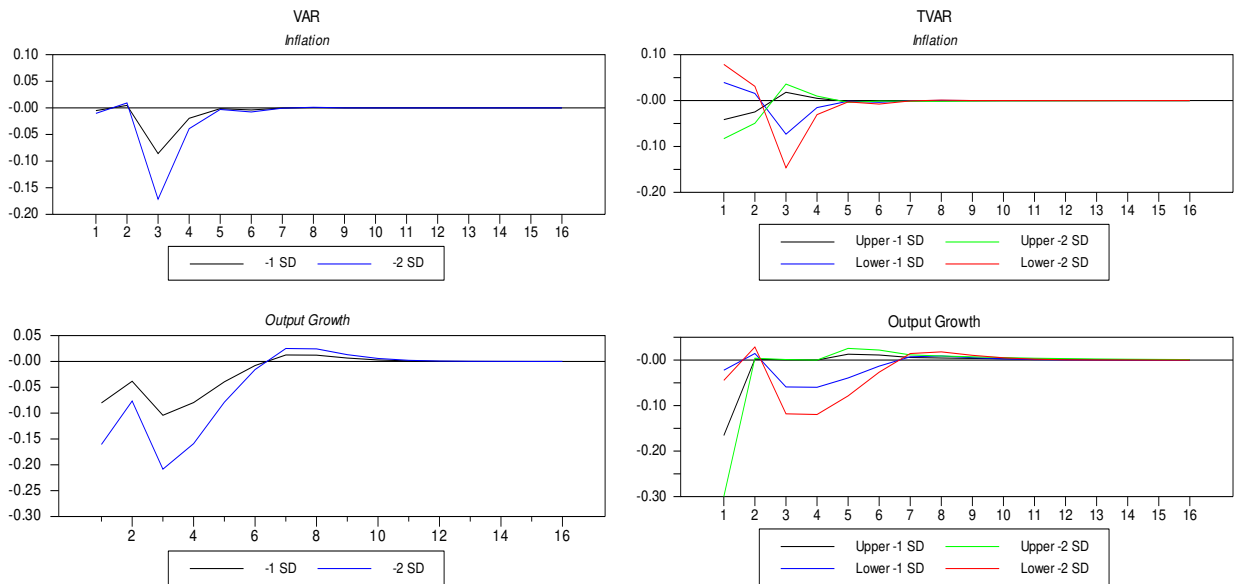 VAR
Inflation
0.10
0.05
-0.00
-0.05
-0.10
-0.15
-0.20
1 2 3 4 5 6 7 8 9 10 11 12 13 14 15 16
-1 SD -2 SD
TVAR
Inflation
0.10
-0.00
-0.10
-0.20
1 2 3 4 5 6 7 8 9 10 11 12 13 14 15 16
Upper -1 SD Upper -2 SD
Lower -1 SD Lower -2 SD
Output Growth
0.05
-0.00
-0.05
-0.10
-0.15
-0.20
-0.25
-0.30
2 4 6 8 10 12 14 16
-1 SD -2 SD
Output Growth
-0.00
-0.10
-0.20
-0.30
1 2 3 4 5 6 7 8 9 10 11 12 13 14 15 16
Upper -1 SD Upper -2 SD
Lower -1 SD Lower -2 SD